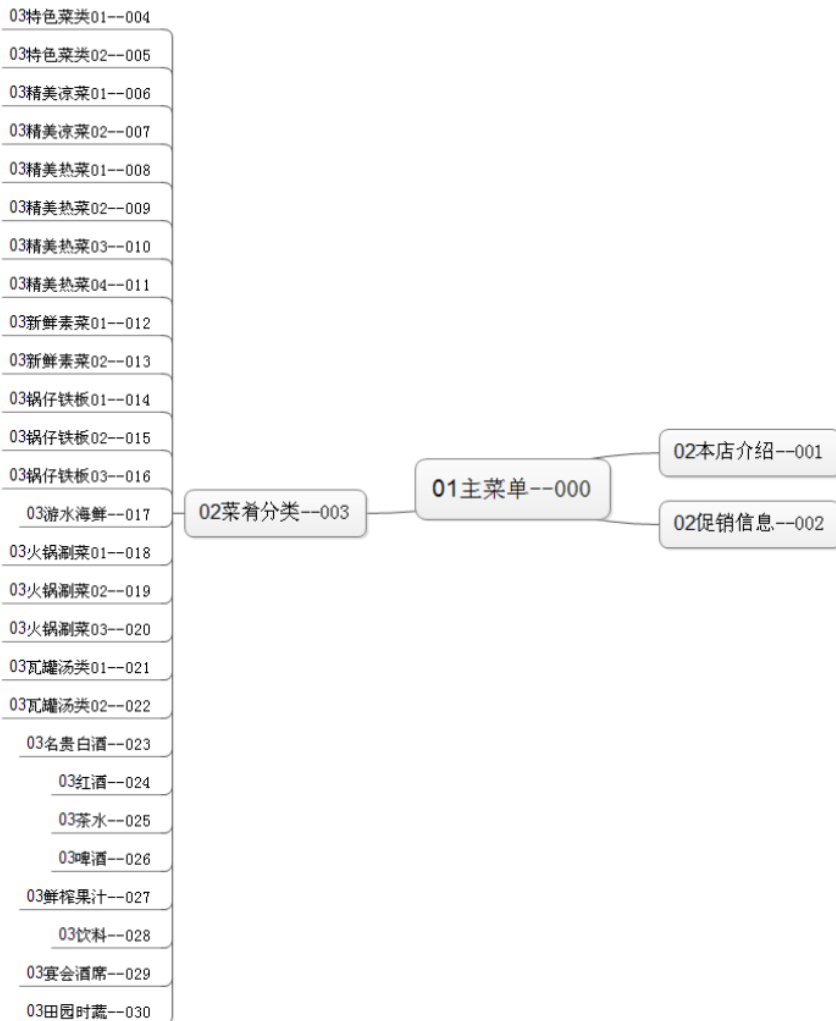 03特色菜类01--004
03特色菜类02--005
03精美凉菜01--006
03精美凉菜02--007
03精美热菜01--008
03精美热菜02--009
03精美热菜03--010
03精美热菜04--011
03新鲜素菜01--012
03新鲜素菜02--013
03锅仔铁板01--014
03锅仔铁板02--015
03锅仔铁板03--016
03游水海鲜--017
03火锅涮菜01--018
03火锅涮菜02--019
03火锅涮菜03--020
03瓦罐汤类01--021
03瓦罐汤类02--022
03名贵白酒--023
03红酒--024
03茶水--025
03啤酒--026
03鲜榨果汁--027
03饮料--028
03宴会酒席--029
03田园时蔬--030
02菜肴分类--003
01主菜单--000
02本店介绍--001
02促销信息--002